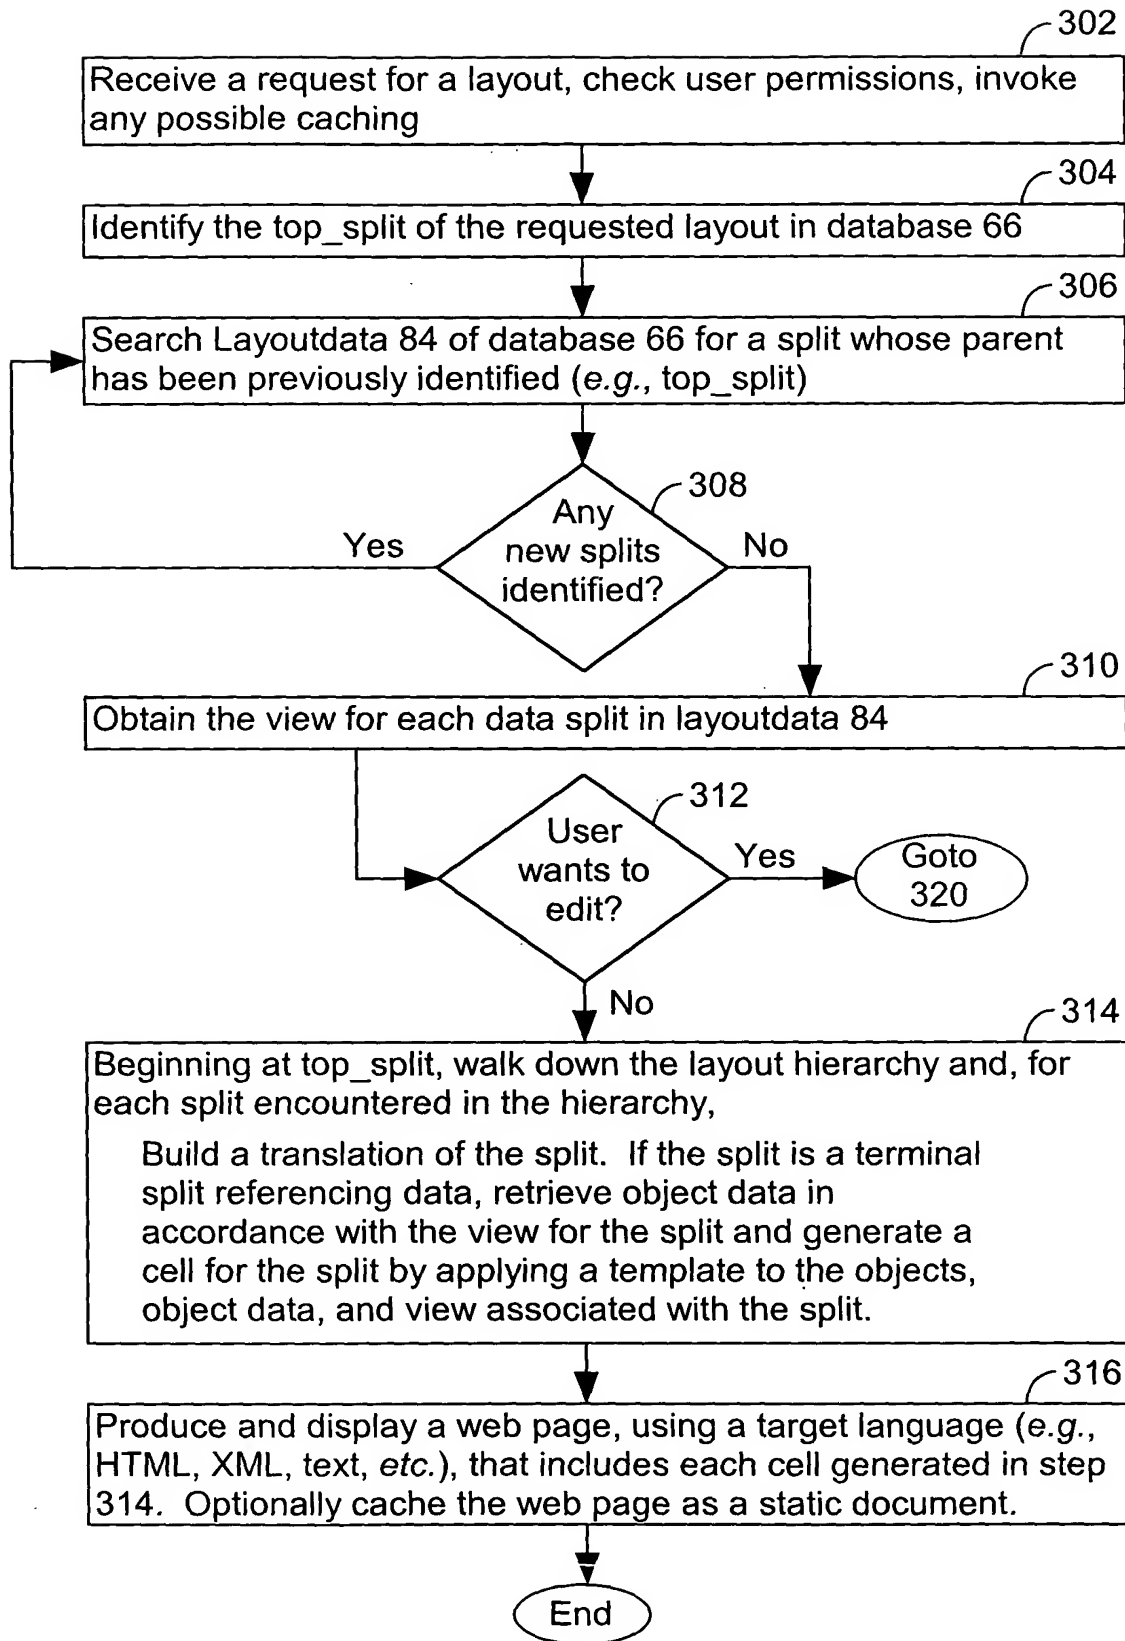 302
Receive a request for a layout, check user permissions, invoke
any possible caching
304
Identify the top_split of the requested layout in database 66
306
Search Layoutdata 84 of database 66 for a split whose parent
has been previously identified (e.g., top_split)
308
Any
new splits
identified?
Yes
No
310
Obtain the view for each data split in layoutdata 84
312
User
wants to
edit?
Yes
Goto
320
No
314
Beginning at top_split, walk down the layout hierarchy and, for
each split encountered in the hierarchy,
Build a translation of the split. If the split is a terminal
split referencing data, retrieve object data in
accordance with the view for the split and generate a
cell for the split by applying a template to the objects,
object data, and view associated with the split.
316
Produce and display a web page, using a target language (e.g.,
HTML, XML, text, etc.), that includes each cell generated in step
314. Optionally cache the web page as a static document.
End